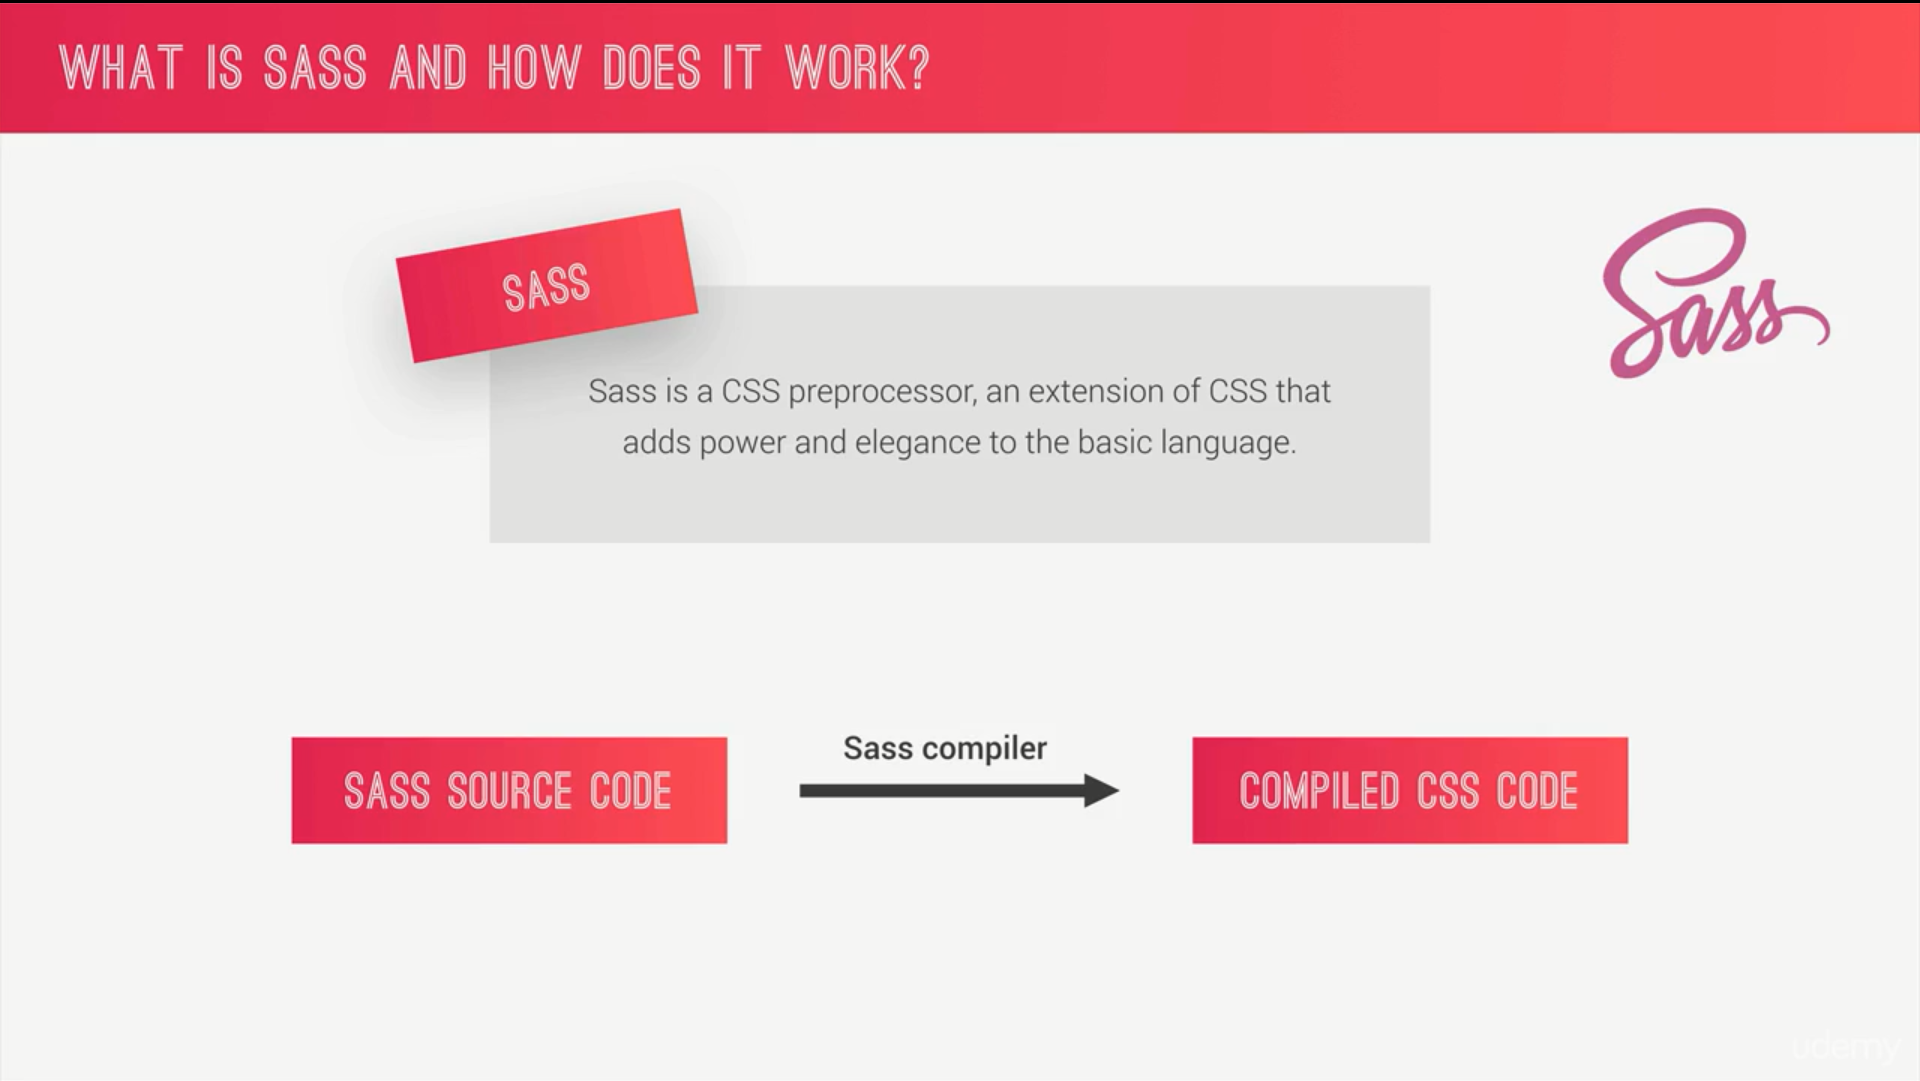 WHAT IS SASS AND HOW DOES IT WORK?
SASS
Sass
Sass is a CSS preprocessor, an extension of CSS that
adds power and elegance to the basic language.
Sass compiler
SASS SOURCE CODE
COMPILED CSS CODE
udemy